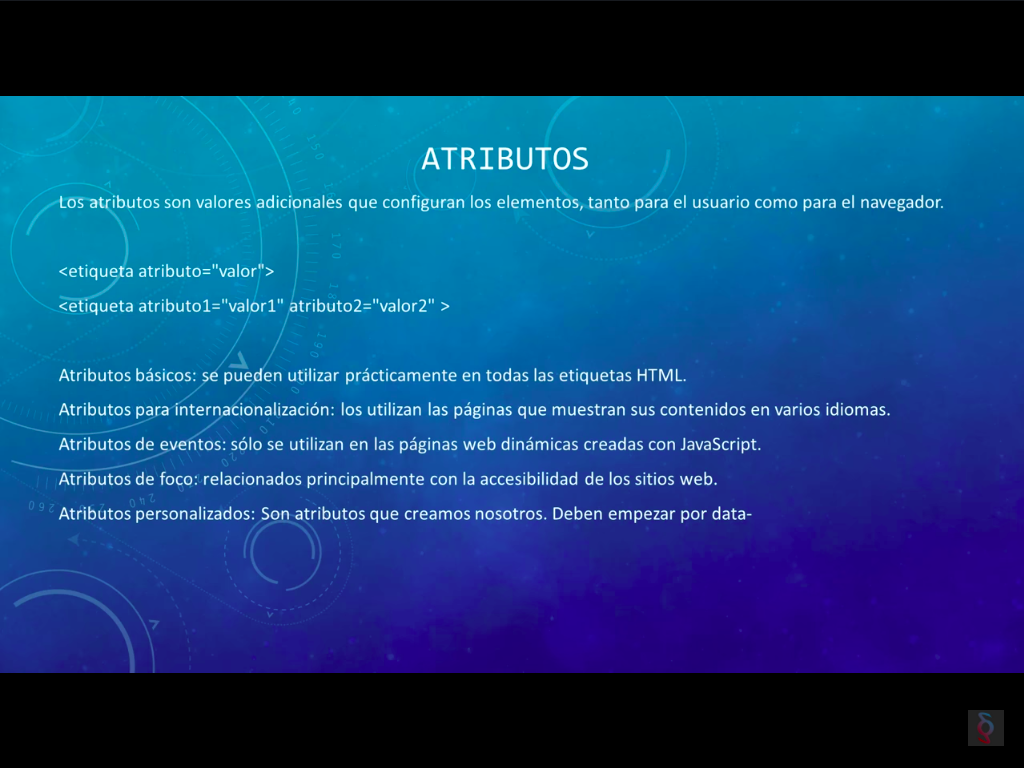 ATRIBUTOS
Los atributos son valores adicionales que configuran los elementos, tanto para el usuario como para el navegador.
<etiqueta atributo="valor">
<etiqueta atributo1="valor1" atributo2="valor2" >
Atributos básicos: se pueden utilizar prácticamente en todas las etiquetas HTML.
Atributos para internacionalización: los utilizan las páginas que muestran sus contenidos en varios idiomas.
Atributos de eventos: sólo se utilizan en las páginas web dinámicas creadas con JavaScript.
Atributos de foco: relacionados principalmente con la accesibilidad de los sitios web.
Atributos personalizados: Son atributos que creamos nosotros. Deben empezar por data-